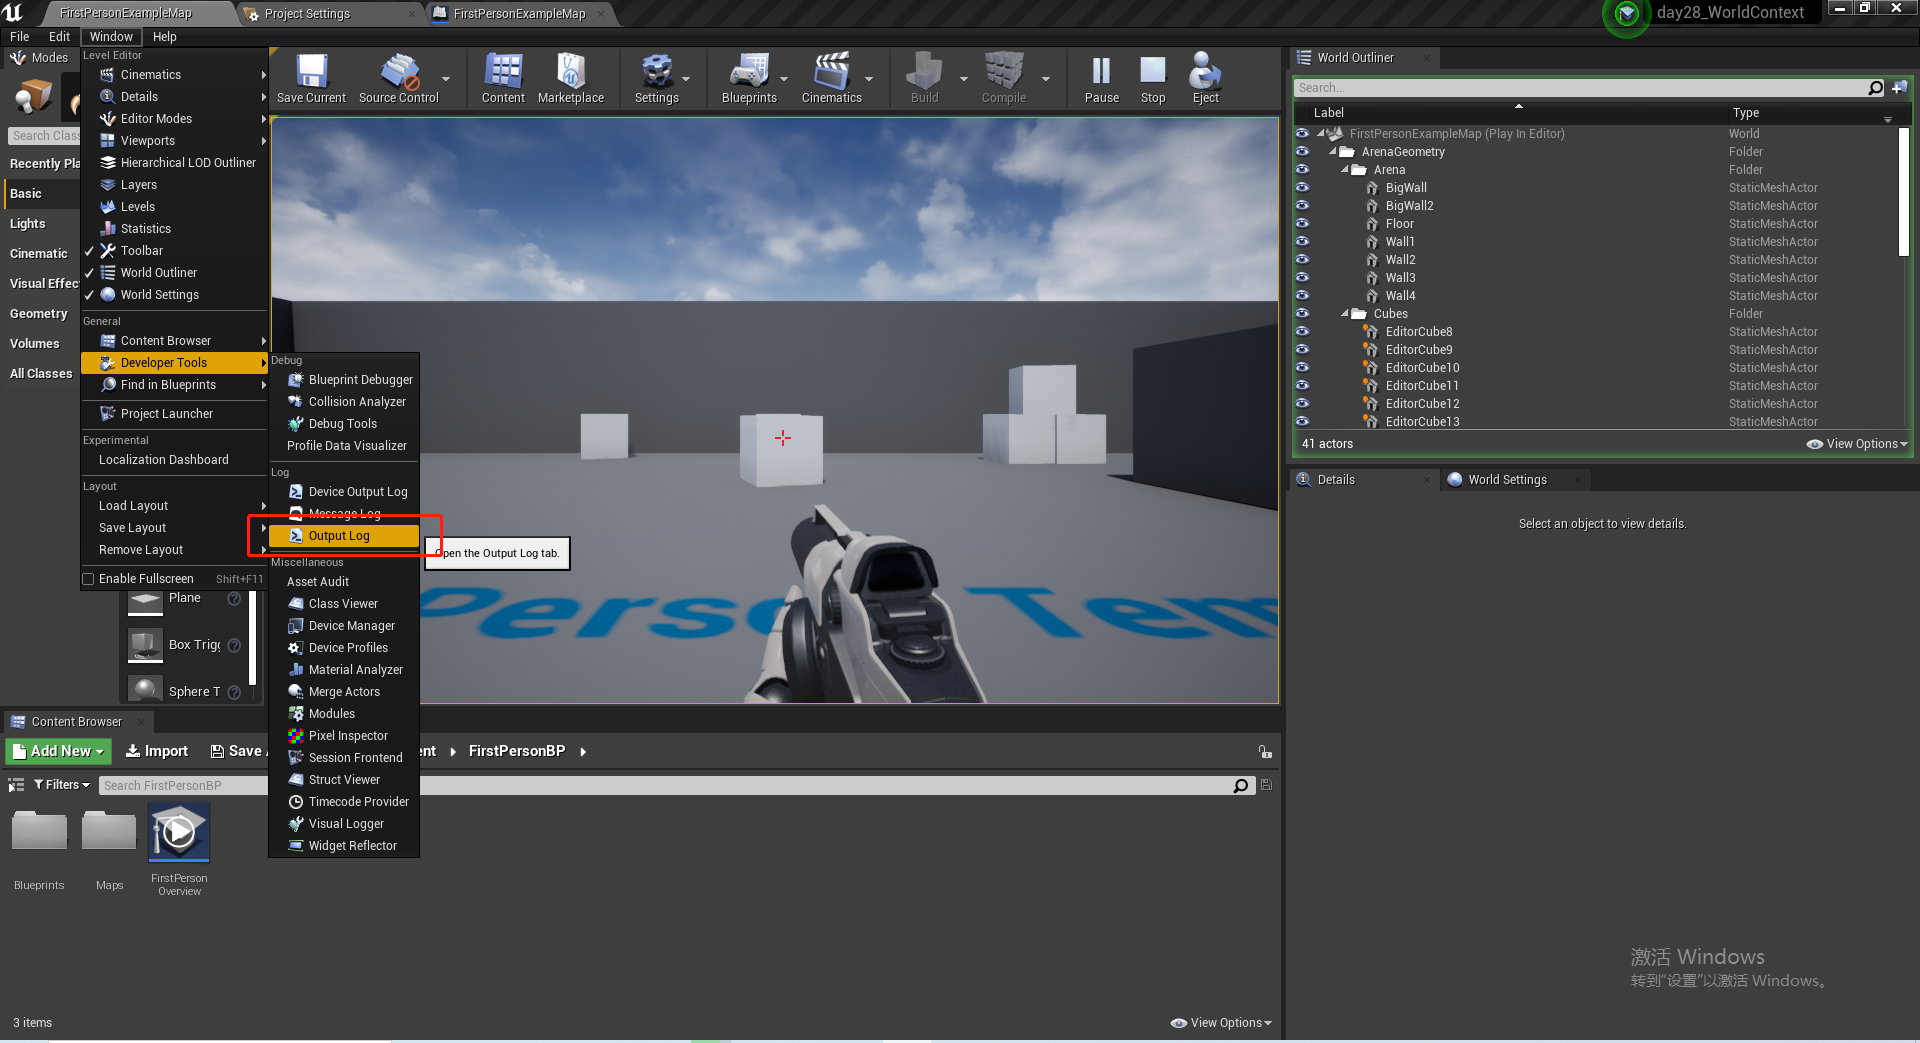 FirstPersonExampleMap
Project Settings
FirstPersonExampleMap
day28_WorldContext
File Edit Window Help
Modes
Search Clas
Recently Pla
Basic
Lights
Cinematic
Visual Effec
Geometry
Volumes
All Classes
Level Editor
Cinematics
Details
Editor Modes
Viewports
Hierarchical LOD Outliner
Layers
Levels
Statistics
Toolbar
World Outliner
World Settings
General
Content Browser
Developer Tools
Find in Blueprints
Project Launcher
Experimental
Localization Dashboard
Layout
Load Layout
Save Layout
Remove Layout
Enable Fullscreen Shift+F11
Plane
Box Trigg
Sphere T
Debug
Blueprint Debugger
Collision Analyzer
Debug Tools
Profile Data Visualizer
Log
Device Output Log
Message Log
Output Log
Open the Output Log tab.
Miscellaneous
Asset Audit
Class Viewer
Device Manager
Device Profiles
Material Analyzer
Merge Actors
Modules
Pixel Inspector
Session Frontend
Struct Viewer
Timecode Provider
Visual Logger
Widget Reflector
Save Current
Source Control
Content
Marketplace
Settings
Blueprints
Cinematics
Build
Compile
Pause
Stop
Eject
Person Tem
World Outliner
Search...
Label Type
FirstPersonExampleMap (Play In Editor) World
ArenaGeometry Folder
Arena Folder
BigWall StaticMeshActor
BigWall2 StaticMeshActor
Floor StaticMeshActor
Wall1 StaticMeshActor
Wall2 StaticMeshActor
Wall3 StaticMeshActor
Wall4 StaticMeshActor
Cubes Folder
EditorCube8 StaticMeshActor
EditorCube9 StaticMeshActor
EditorCube10 StaticMeshActor
EditorCube11 StaticMeshActor
EditorCube12 StaticMeshActor
EditorCube13 StaticMeshActor
41 actors View Options
Details
World Settings
Select an object to view details.
Content Browser
Add New Import Save A ent FirstPersonBP
Filters Search FirstPersonBP
Blueprints
Maps
FirstPerson
Overview
3 items
View Options
激活 Windows
转到“设置”以激活 Windows。